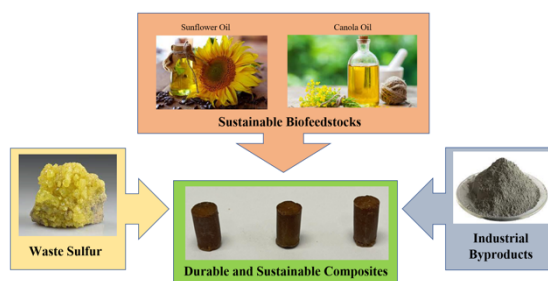 Sunflower Oil
Canola Oil
Sustainable Biofeedstocks
Waste Sulfur
Industrial
Byproducts
Durable and Sustainable Composites